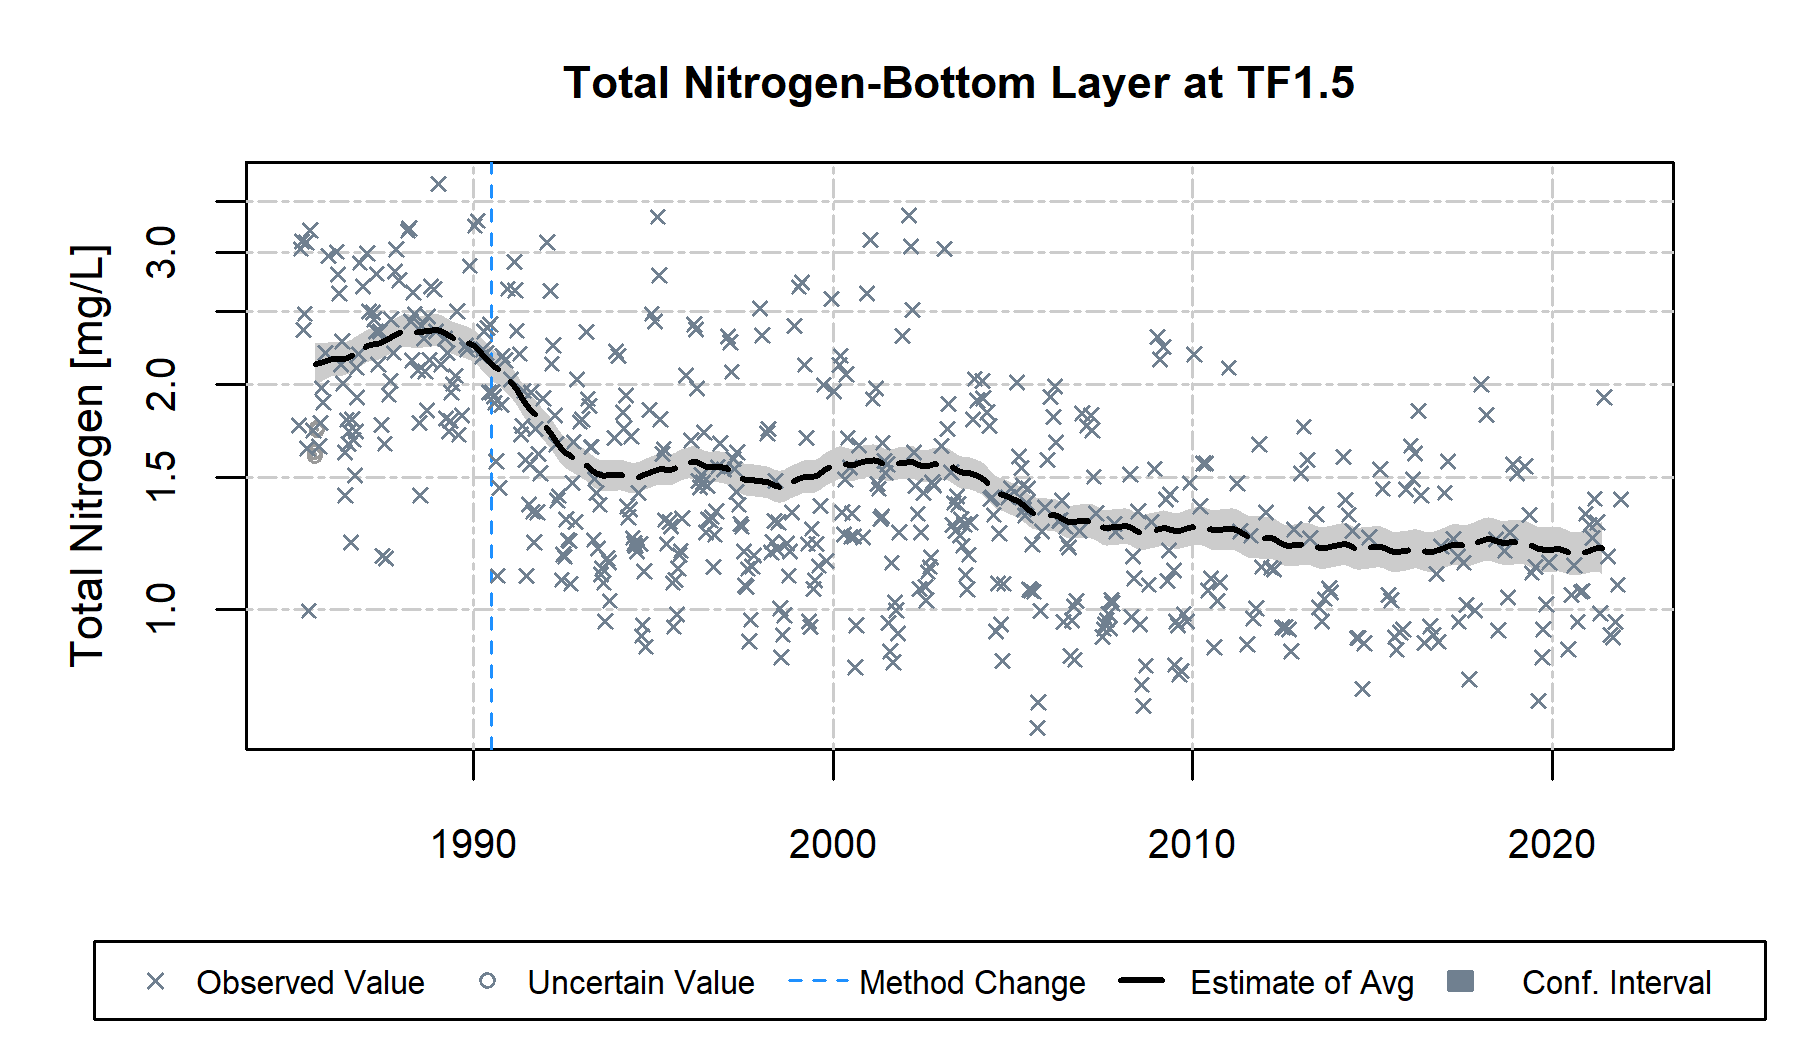 Total Nitrogen-Bottom Layer at TF1.5
Total Nitrogen [mg/L]
3.0
2.0
1.5
1.0
1990 2000 2010 2020
Observed Value Uncertain Value Method Change Estimate of Avg Conf. Interval